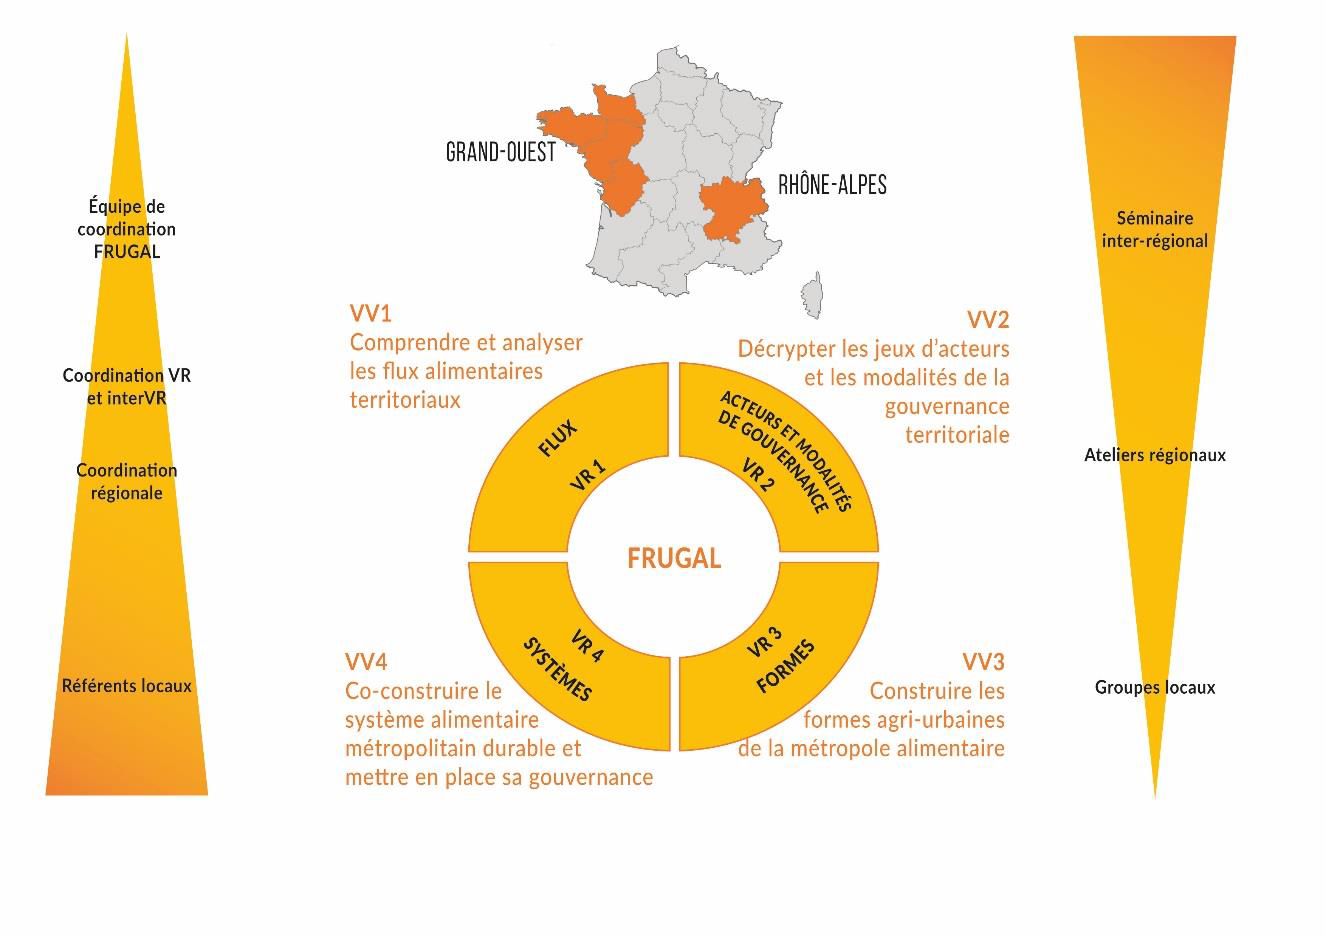 Équipe de
coordination
FRUGAL
Coordination VR
et interVR
Coordination
régionale
Référents locaux
GRAND-OUEST
RHÔNE-ALPES
VV1
Comprendre et analyser
les flux alimentaires
territoriaux
VV2
Décrypter les jeux d’acteurs
et les modalités de la
gouvernance
territoriale
FLUX
VR 1
ACTEURS ET MODALITÉS
DE GOUVERNANCE
VR 2
FRUGAL
VR 4
SYSTÈMES
VR 3
FORMES
VV4
Co-construire le
système alimentaire
métropolitain durable et
mettre en place sa gouvernance
VV3
Construire les
formes agri-urbaines
de la métropole alimentaire
Séminaire
inter-régional
Ateliers régionaux
Groupes locaux